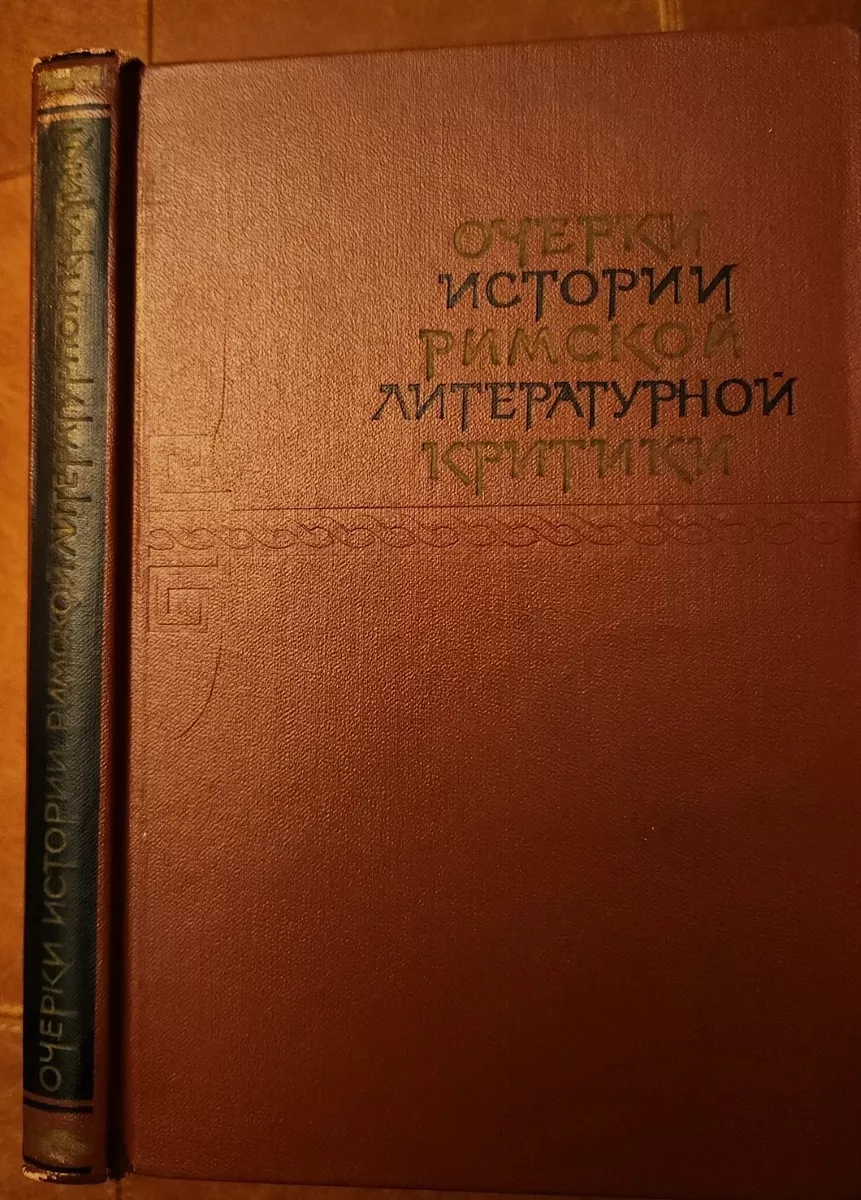 ОЧЕРКИ
ИСТОРИИ
РИМСКОЙ
ЛИТЕРАТУРНОЙ
КРИТИКИ
ОЧЕРКИ ИСТОРИИ РИМСКОЙ ЛИТЕРАТУРНОЙ КРИТИКИ